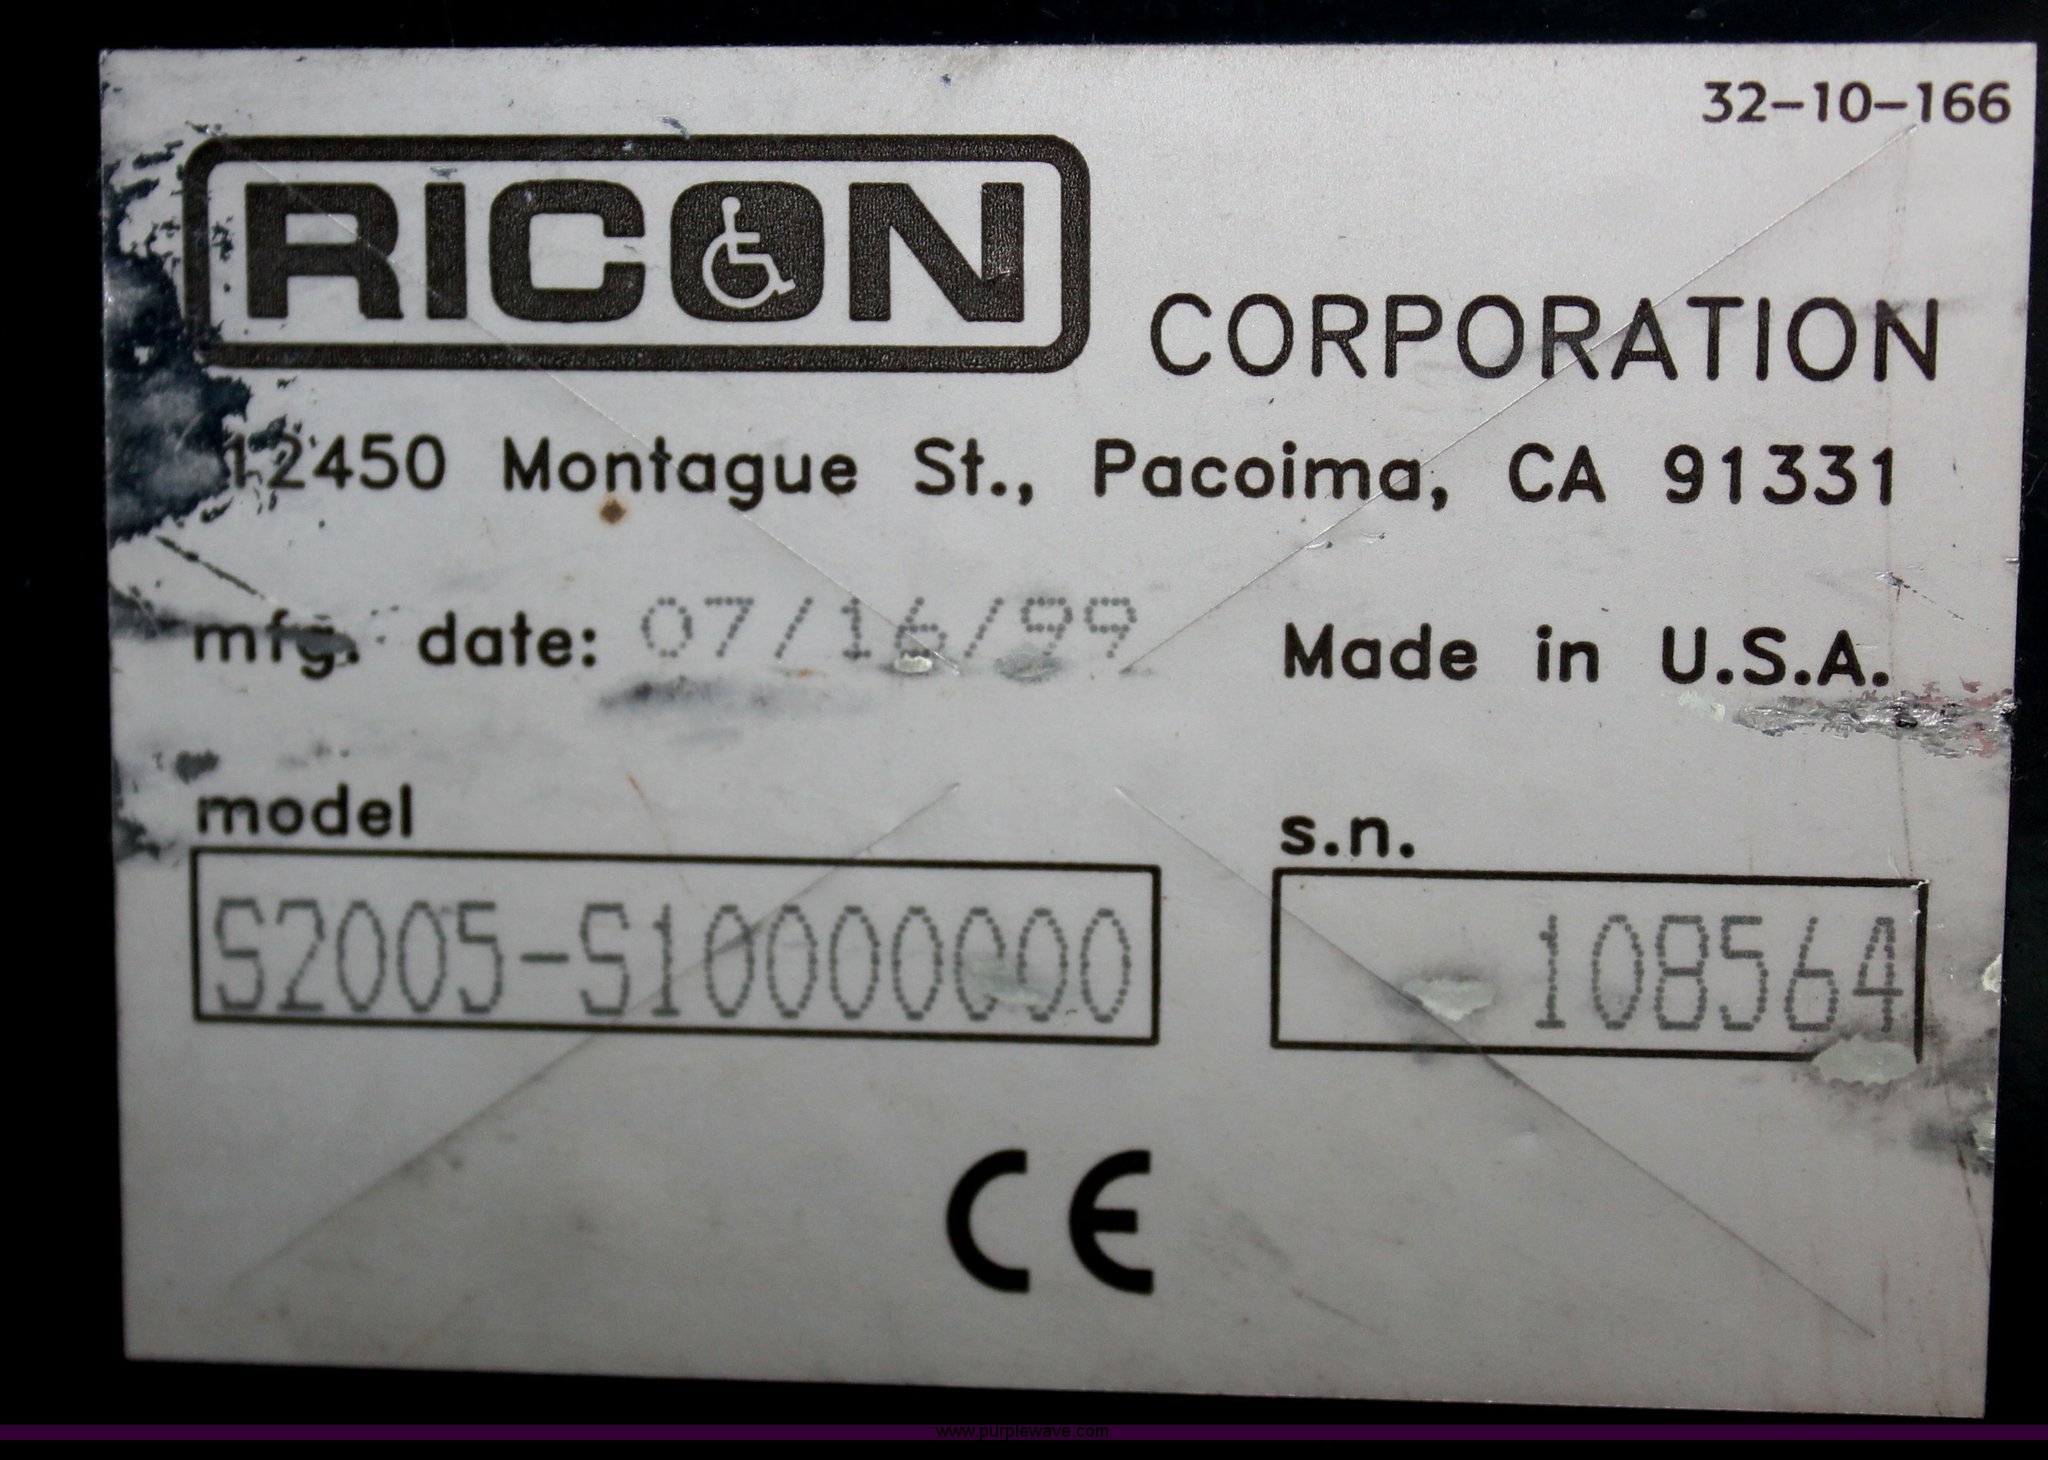 32-10-166
RICON CORPORATION
12450 Montague St., Pacoima, CA 91331
mfg. date: 07/16/99 Made in U.S.A.
model s.n.
S2005-S10000000 108564
CE
www.purplewave.com